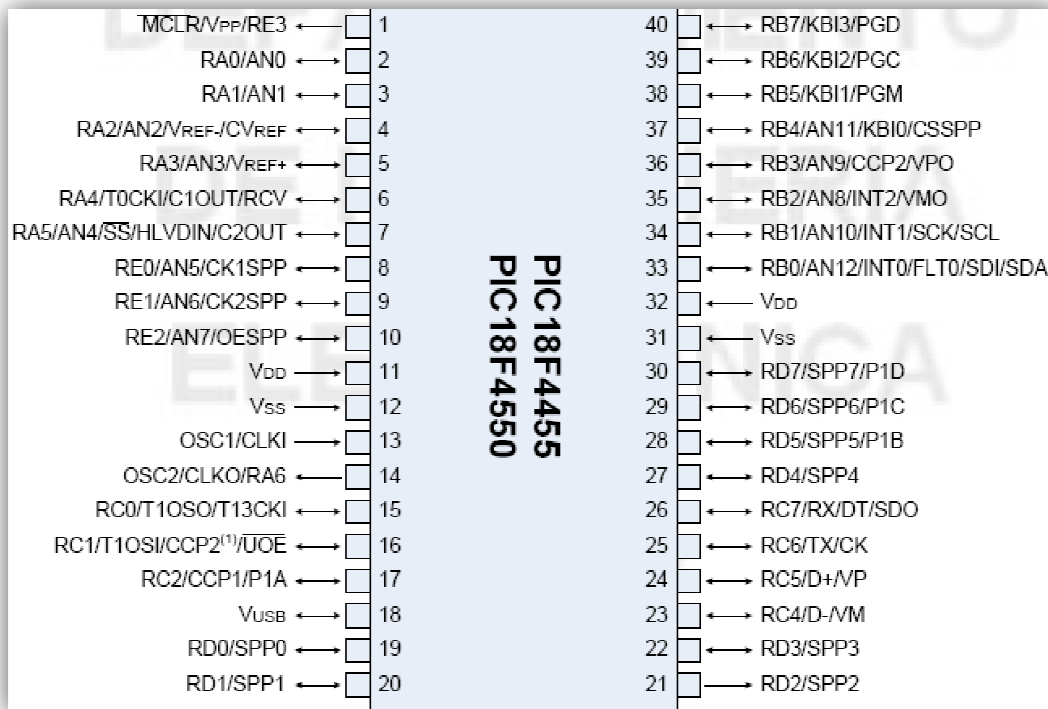 MCLR/VPP/RE3 1 40 RB7/KBI3/PGD
RA0/AN0 2 39 RB6/KBI2/PGC
RA1/AN1 3 38 RB5/KBI1/PGM
RA2/AN2/VREF-/CVREF 4 37 RB4/AN11/KBI0/CSSPP
RA3/AN3/VREF+ 5 36 RB3/AN9/CCP2/VPO
RA4/T0CKI/C1OUT/RCV 6 35 RB2/AN8/INT2/VMO
RA5/AN4/SS/HLVDIN/C2OUT 7 34 RB1/AN10/INT1/SCK/SCL
RE0/AN5/CK1SPP 8 33 RB0/AN12/INT0/FLT0/SDI/SDA
RE1/AN6/CK2SPP 9 32 VDD
RE2/AN7/OESPP 10 31 VSS
VDD 11 30 RD7/SPP7/P1D
VSS 12 29 RD6/SPP6/P1C
OSC1/CLKI 13 28 RD5/SPP5/P1B
OSC2/CLKO/RA6 14 27 RD4/SPP4
RC0/T1OSO/T13CKI 15 26 RC7/RX/DT/SDO
RC1/T1OSI/CCP2(1)/UOE 16 25 RC6/TX/CK
RC2/CCP1/P1A 17 24 RC5/D+/VP
VUSB 18 23 RC4/D-/VM
RD0/SPP0 19 22 RD3/SPP3
RD1/SPP1 20 21 RD2/SPP2
PIC18F4455
PIC18F4550